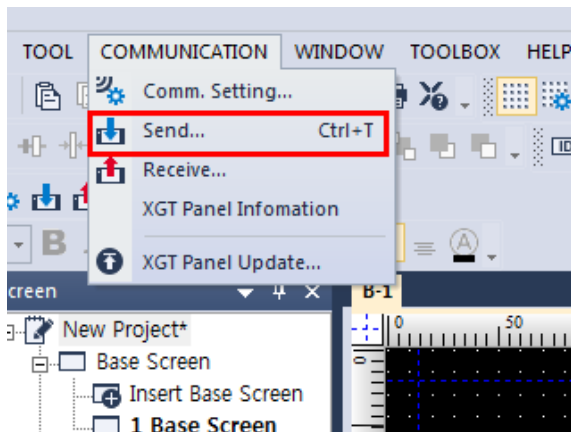 TOOL COMMUNICATION WINDOW TOOLBOX HELP
Comm. Setting...
Send... Ctrl+T
Receive...
XGT Panel Infomation
B
XGT Panel Update...
A
creen
B-1
New Project*
0 50
Base Screen
0
Insert Base Screen
1 Base Screen